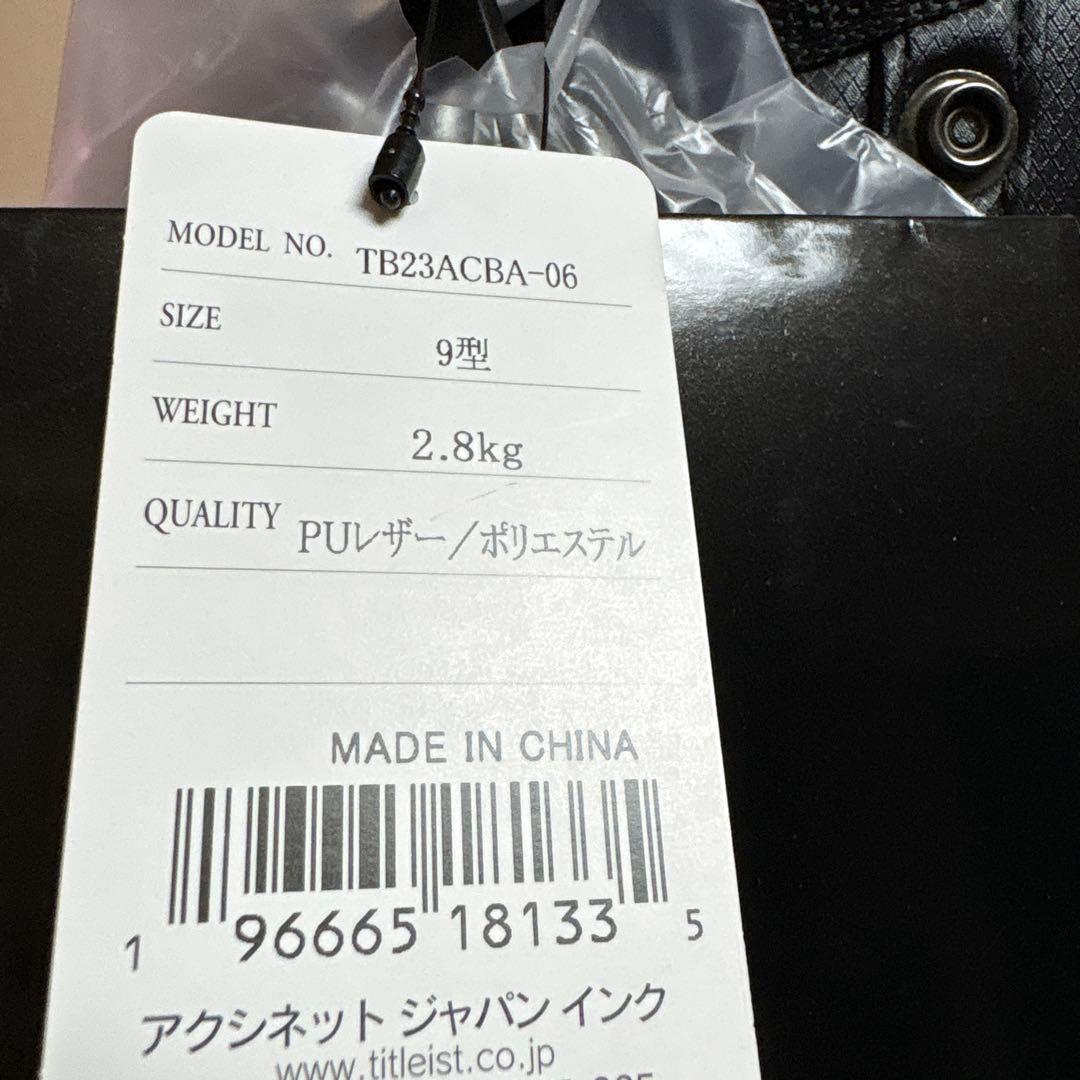 MODEL NO. TB23ACBA-06
SIZE 9型
WEIGHT 2.8kg
QUALITY PUレザー/ポリエステル
MADE IN CHINA
1 96665 18133 5
アクシネット ジャパン インク
www.titleist.co.jp